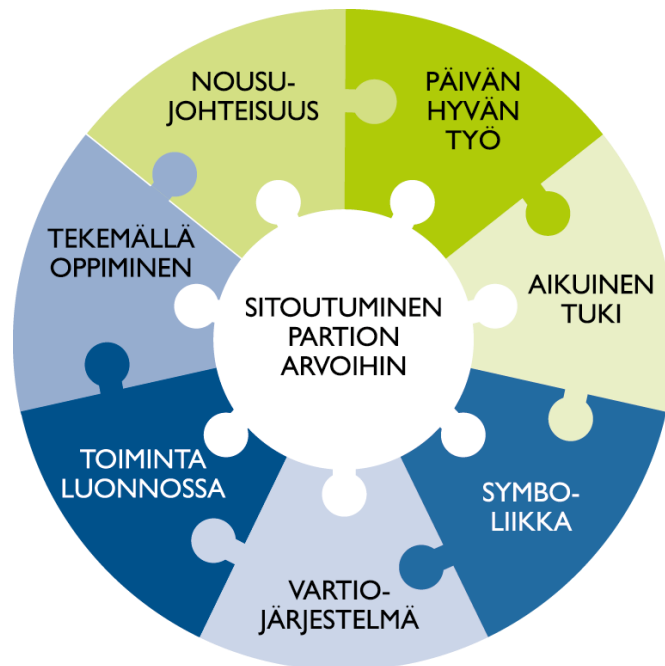 NOUSU-
JOHTEISUUS
PÄIVÄN
HYVÄN
TYÖ
TEKEMÄLLÄ
OPPIMINEN
SITOUTUMINEN
PARTION
ARVOIHIN
AIKUINEN
TUKI
TOIMINTA
LUONNOSSA
SYMBO-
LIIKKA
VARTIO-
JÄRJESTELMÄ